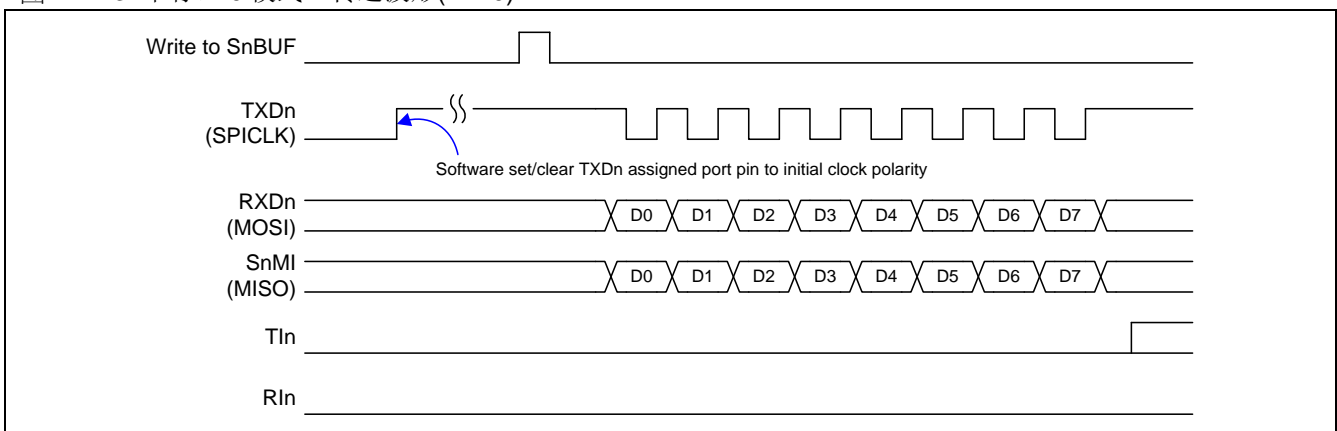 Write to SnBUF
TXDn
(SPICLK)
Software set/clear TXDn assigned port pin to initial clock polarity
RXDn
(MOSI)
D0 D1 D2 D3 D4 D5 D6 D7
SnMI
(MISO)
D0 D1 D2 D3 D4 D5 D6 D7
TIn
RIn